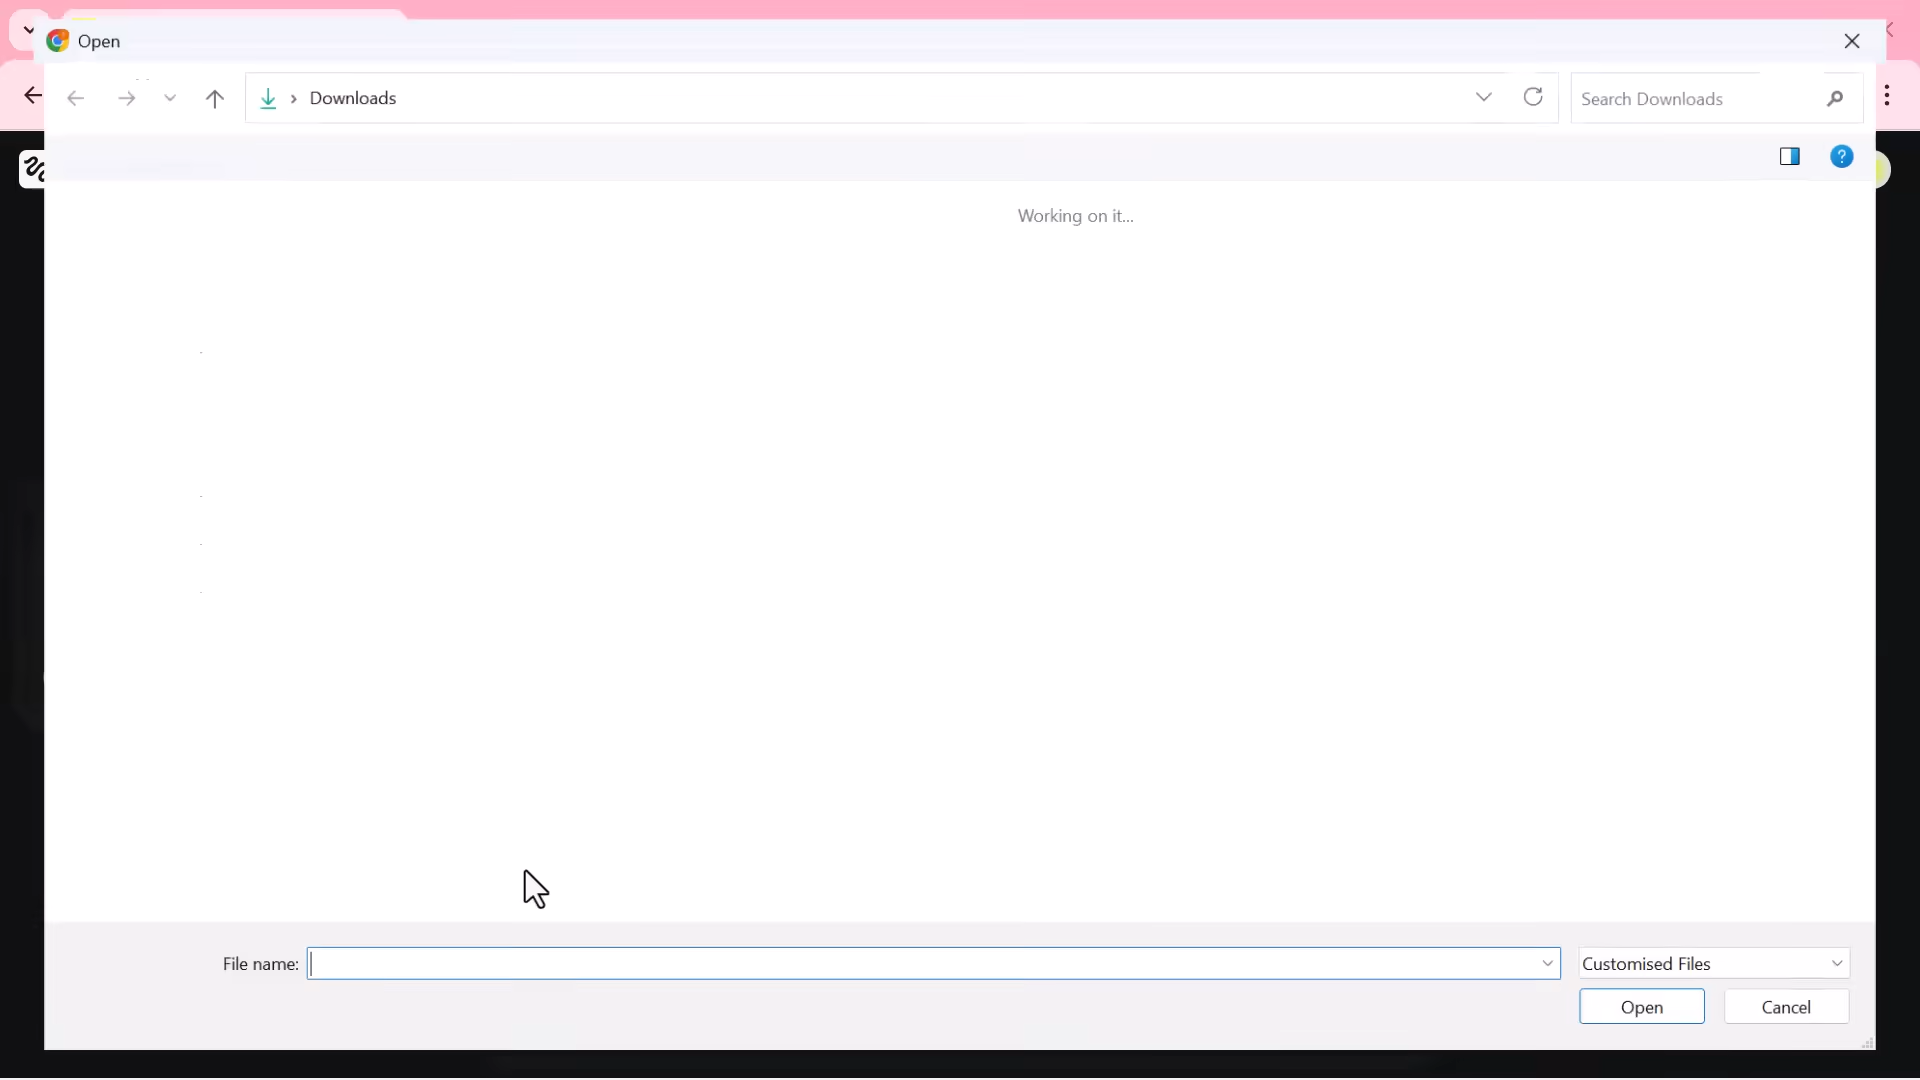 Open
Downloads
Search Downloads
Working on it...
File name:
Customised Files
Open
Cancel